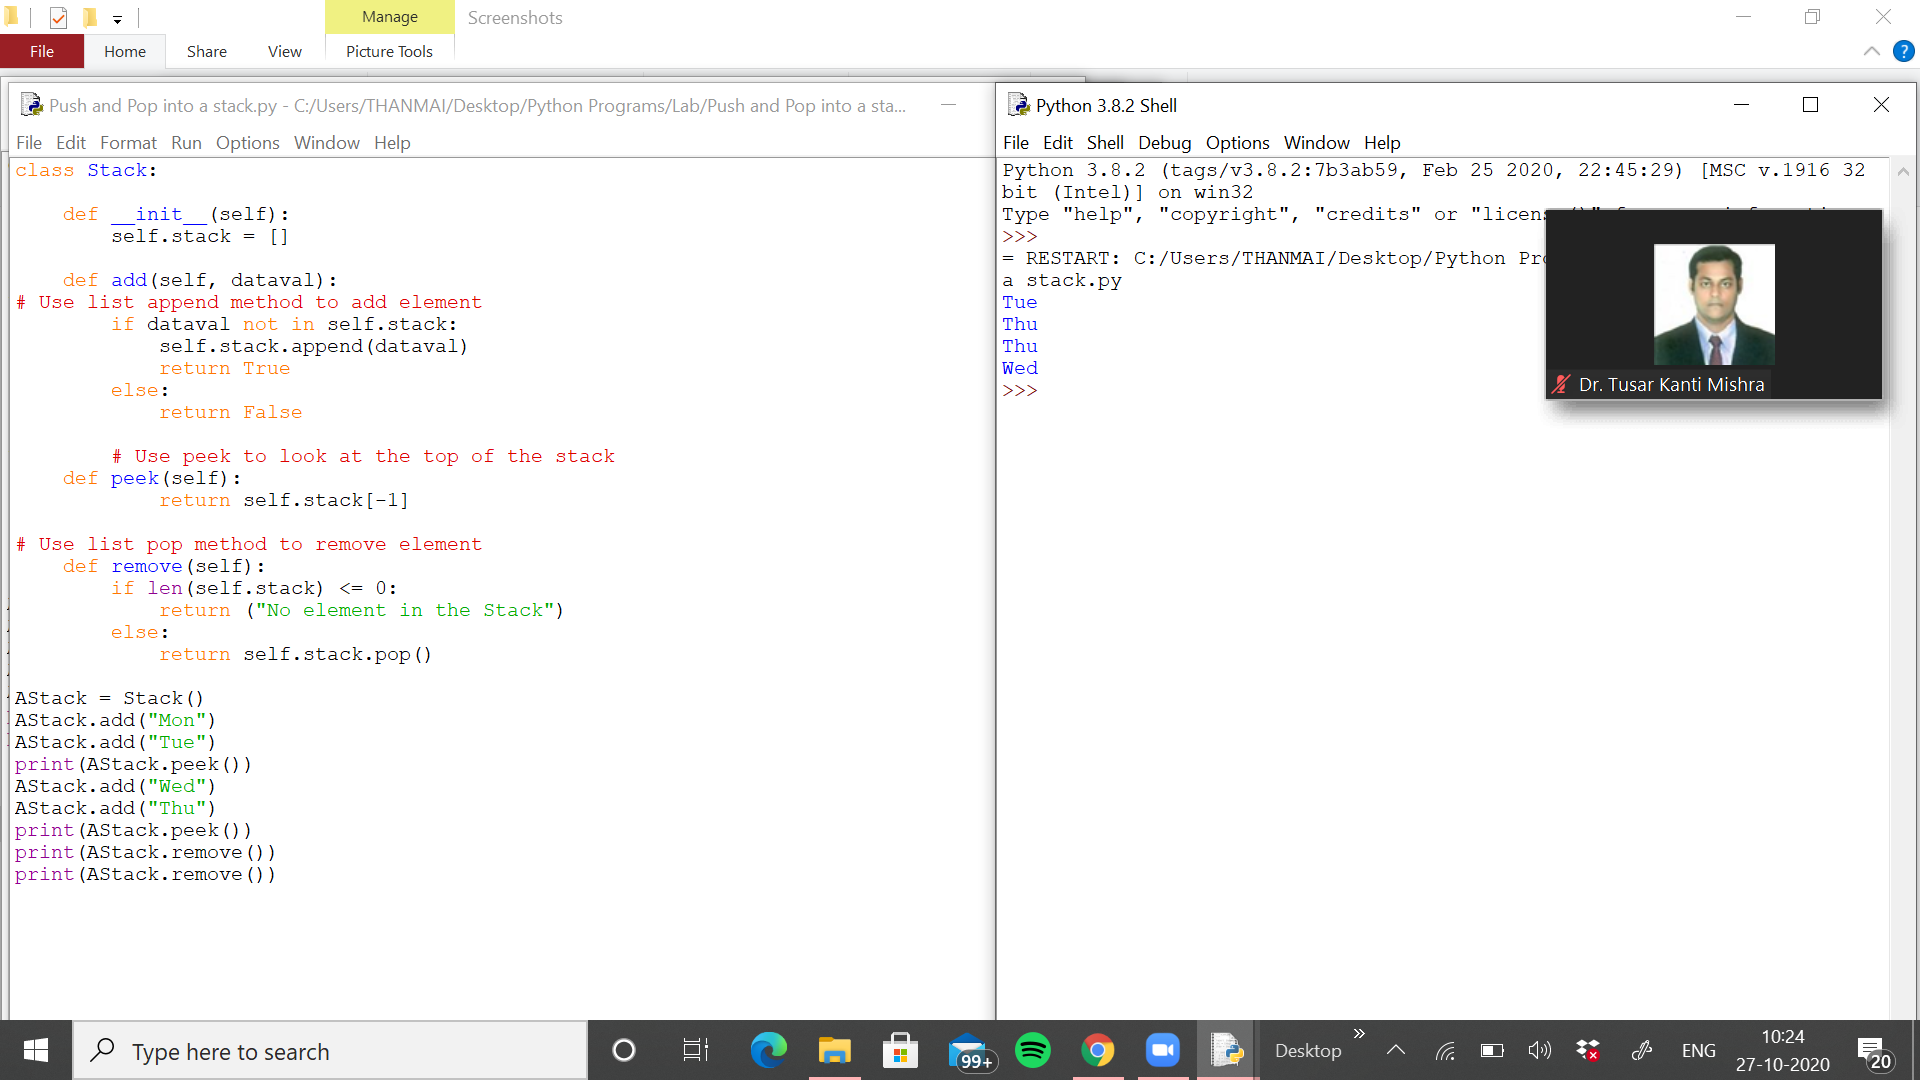 Manage
Screenshots
File
Home
Share
View
Picture Tools
Push and Pop into a stack.py - C:/Users/THANMAI/Desktop/Python Programs/Lab/Push and Pop into a sta...
File Edit Format Run Options Window Help
class Stack:
def __init__(self):
self.stack = []
def add(self, dataval):
# Use list append method to add element
if dataval not in self.stack:
self.stack.append(dataval)
return True
else:
return False
# Use peek to look at the top of the stack
def peek(self):
return self.stack[-1]
# Use list pop method to remove element
def remove(self):
if len(self.stack) <= 0:
return ("No element in the Stack")
else:
return self.stack.pop()
AStack = Stack()
AStack.add("Mon")
AStack.add("Tue")
print(AStack.peek())
AStack.add("Wed")
AStack.add("Thu")
print(AStack.peek())
print(AStack.remove())
print(AStack.remove())
Python 3.8.2 Shell
File Edit Shell Debug Options Window Help
Python 3.8.2 (tags/v3.8.2:7b3ab59, Feb 25 2020, 22:45:29) [MSC v.1916 32
bit (Intel)] on win32
Type "help", "copyright", "credits" or
>>>
= RESTART: C:/Users/THANMAI/Desktop/Python
a stack.py
Tue
Thu
Thu
Wed
>>>
Dr. Tusar Kanti Mishra
Type here to search
99+
Desktop
ENG
10:24
27-10-2020
20